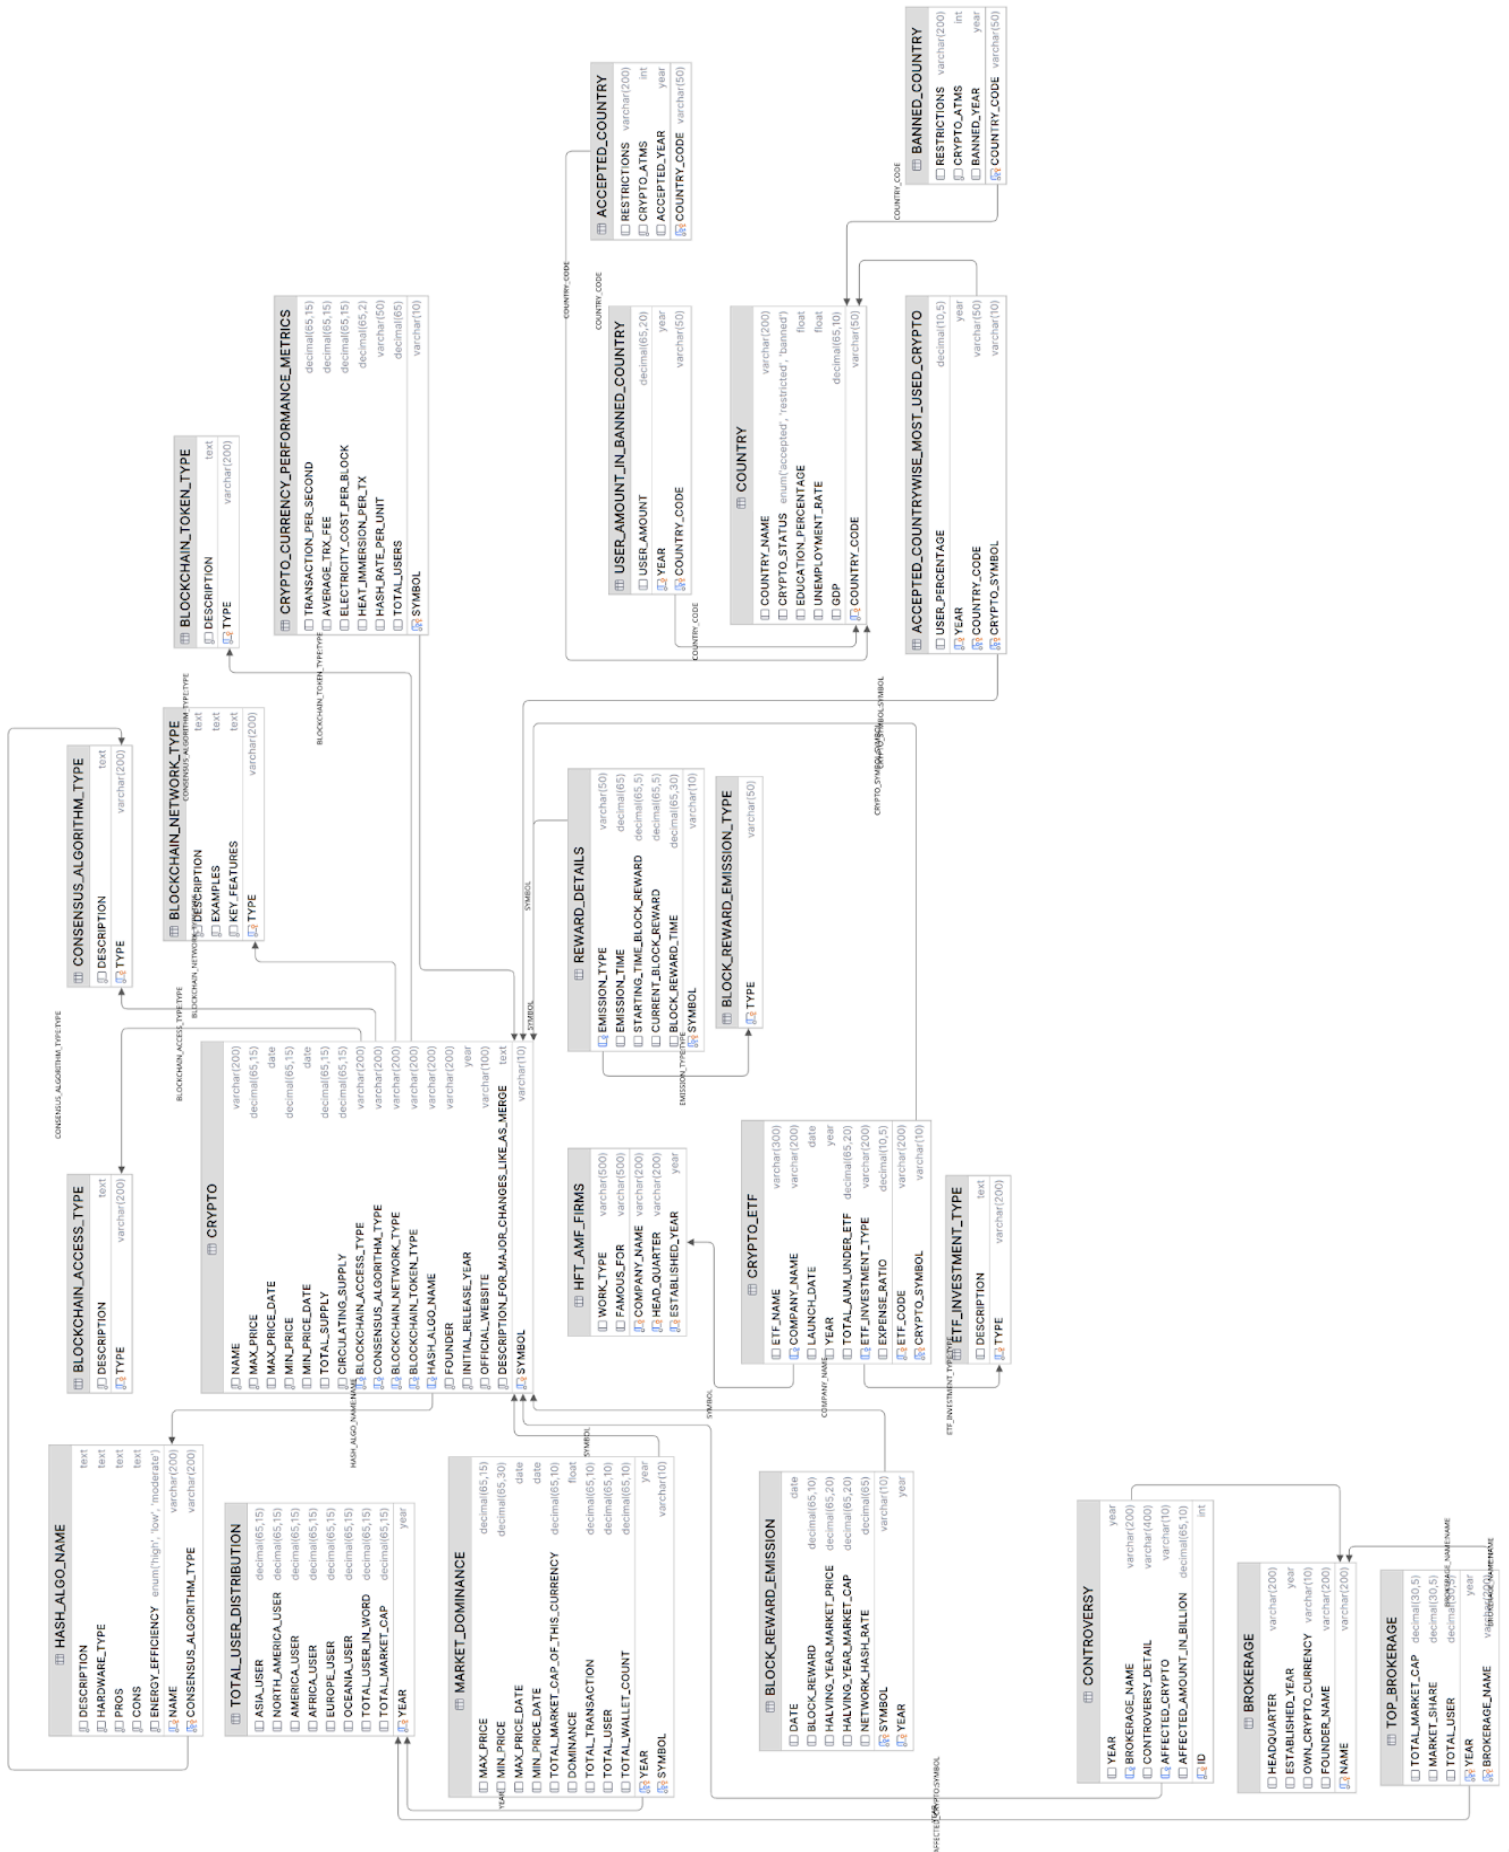 HASH_ALGO_NAME
DESCRIPTION text
HARDWARE_TYPE text
PROS text
CONS text
ENERGY_EFFICIENCY enum('high', 'low', 'moderate')
NAME varchar(200)
CONSENSUS_ALGORITHM_TYPE varchar(200)
BLOCKCHAIN_ACCESS_TYPE
DESCRIPTION text
TYPE varchar(200)
CONSENSUS_ALGORITHM_TYPE
DESCRIPTION text
TYPE varchar(200)
CONSENSUS_ALGORITHM_TYPE:TYPE
BLOCKCHAIN_ACCESS_TYPE:TYPE
BLOCKCHAIN_NETWORK_TYPE
DESCRIPTION text
EXAMPLES text
KEY_FEATURES text
TYPE varchar(200)
CONSENSUS_ALGORITHM_TYPE:TYPE
BLOCKCHAIN_TOKEN_TYPE
DESCRIPTION text
TYPE varchar(200)
TOTAL_USER_DISTRIBUTION
ASIA_USER decimal(65,15)
NORTH_AMERICA_USER decimal(65,15)
AMERICA_USER decimal(65,15)
AFRICA_USER decimal(65,15)
EUROPE_USER decimal(65,15)
OCEANIA_USER decimal(65,15)
TOTAL_USER_IN_WORD decimal(65,15)
TOTAL_MARKET_CAP decimal(65,15)
YEAR year
CRYPTO
NAME varchar(200)
MAX_PRICE decimal(65,15)
MAX_PRICE_DATE date
MIN_PRICE decimal(65,15)
MIN_PRICE_DATE date
TOTAL_SUPPLY decimal(65,15)
CIRCULATING_SUPPLY decimal(65,15)
BLOCKCHAIN_ACCESS_TYPE varchar(200)
CONSENSUS_ALGORITHM_TYPE varchar(200)
BLOCKCHAIN_NETWORK_TYPE varchar(200)
BLOCKCHAIN_TOKEN_TYPE varchar(200)
HASH_ALGO_NAME varchar(200)
FOUNDER varchar(200)
INITIAL_RELEASE_YEAR year
OFFICIAL_WEBSITE varchar(100)
DESCRIPTION_FOR_MAJOR_CHANGES_LIKE_AS_MERGE text
SYMBOL varchar(10)
HASH_ALGO_NAME:NAME
BLOCKCHAIN_TOKEN_TYPE:TYPE
CRYPTO_CURRENCY_PERFORMANCE_METRICS
TRANSACTION_PER_SECOND decimal(65,15)
AVERAGE_TRX_FEE decimal(65,15)
ELECTRICITY_COST_PER_BLOCK decimal(65,15)
HEAT_IMMERSION_PER_TX decimal(65,2)
HASH_RATE_PER_UNIT varchar(50)
TOTAL_USERS decimal(65)
SYMBOL varchar(10)
MARKET_DOMINANCE
MAX_PRICE decimal(65,15)
MIN_PRICE decimal(65,30)
MAX_PRICE_DATE date
MIN_PRICE_DATE date
TOTAL_MARKET_CAP_OF_THIS_CURRENCY decimal(65,10)
DOMINANCE float
TOTAL_TRANSACTION decimal(65,10)
TOTAL_USER decimal(65,10)
TOTAL_WALLET_COUNT decimal(65,10)
YEAR year
SYMBOL varchar(10)
YEAR
SYMBOL
SYMBOL
SYMBOL
HFT_AMF_FIRMS
WORK_TYPE varchar(500)
FAMOUS_FOR varchar(500)
COMPANY_NAME varchar(200)
HEAD_QUARTER varchar(200)
ESTABLISHED_YEAR year
REWARD_DETAILS
EMISSION_TYPE varchar(50)
EMISSION_TIME decimal(65)
STARTING_TIME_BLOCK_REWARD decimal(65,5)
CURRENT_BLOCK_REWARD decimal(65,5)
BLOCK_REWARD_TIME decimal(65,30)
SYMBOL varchar(10)
EMISSION_TYPE:TYPE
BLOCK_REWARD_EMISSION_TYPE
TYPE varchar(50)
ACCEPTED_COUNTRY
RESTRICTIONS varchar(200)
CRYPTO_ATMS int
ACCEPTED_YEAR year
COUNTRY_CODE varchar(50)
COUNTRY_CODE
COUNTRY_CODE
USER_AMOUNT_IN_BANNED_COUNTRY
USER_AMOUNT decimal(65,20)
YEAR year
COUNTRY_CODE varchar(50)
COUNTRY_CODE
COUNTRY
COUNTRY_NAME varchar(200)
CRYPTO_STATUS enum('accepted', 'restricted', 'banned')
EDUCATION_PERCENTAGE float
UNEMPLOYMENT_RATE float
GDP decimal(65,10)
COUNTRY_CODE varchar(50)
SYMBOL
BLOCK_REWARD_EMISSION
DATE date
BLOCK_REWARD decimal(65,10)
HALVING_YEAR_MARKET_PRICE decimal(65,20)
HALVING_YEAR_MARKET_CAP decimal(65,20)
NETWORK_HASH_RATE decimal(65)
SYMBOL varchar(10)
YEAR year
CRYPTO_ETF
ETF_NAME varchar(300)
COMPANY_NAME varchar(200)
LAUNCH_DATE date
YEAR year
TOTAL_AUM_UNDER_ETF decimal(65,20)
ETF_INVESTMENT_TYPE varchar(200)
EXPENSE_RATIO decimal(10,5)
ETF_CODE varchar(200)
CRYPTO_SYMBOL varchar(10)
COMPANY_NAME
COUNTRY_CODE
ACCEPTED_COUNTRYWISE_MOST_USED_CRYPTO
USER_PERCENTAGE decimal(10,5)
YEAR year
COUNTRY_CODE varchar(50)
CRYPTO_SYMBOL varchar(10)
BANNED_COUNTRY
RESTRICTIONS varchar(200)
CRYPTO_ATMS int
BANNED_YEAR year
COUNTRY_CODE varchar(50)
ETF_INVESTMENT_TYPE:TYPE
ETF_INVESTMENT_TYPE
DESCRIPTION text
TYPE varchar(200)
CONTROVERSY
YEAR year
BROKERAGE_NAME varchar(200)
CONTROVERSY_DETAIL varchar(400)
AFFECTED_CRYPTO varchar(10)
AFFECTED_AMOUNT_IN_BILLION decimal(65,10)
ID int
BROKERAGE
HEADQUARTER varchar(200)
ESTABLISHED_YEAR year
OWN_CRYPTO_CURRENCY varchar(10)
FOUNDER_NAME varchar(200)
NAME varchar(200)
TOP_BROKERAGE
TOTAL_MARKET_CAP decimal(30,5)
MARKET_SHARE decimal(30,5)
TOTAL_USER
YEAR year
BROKERAGE_NAME
BROKERAGE_NAME:NAME
BROKERAGE_NAME:NAME